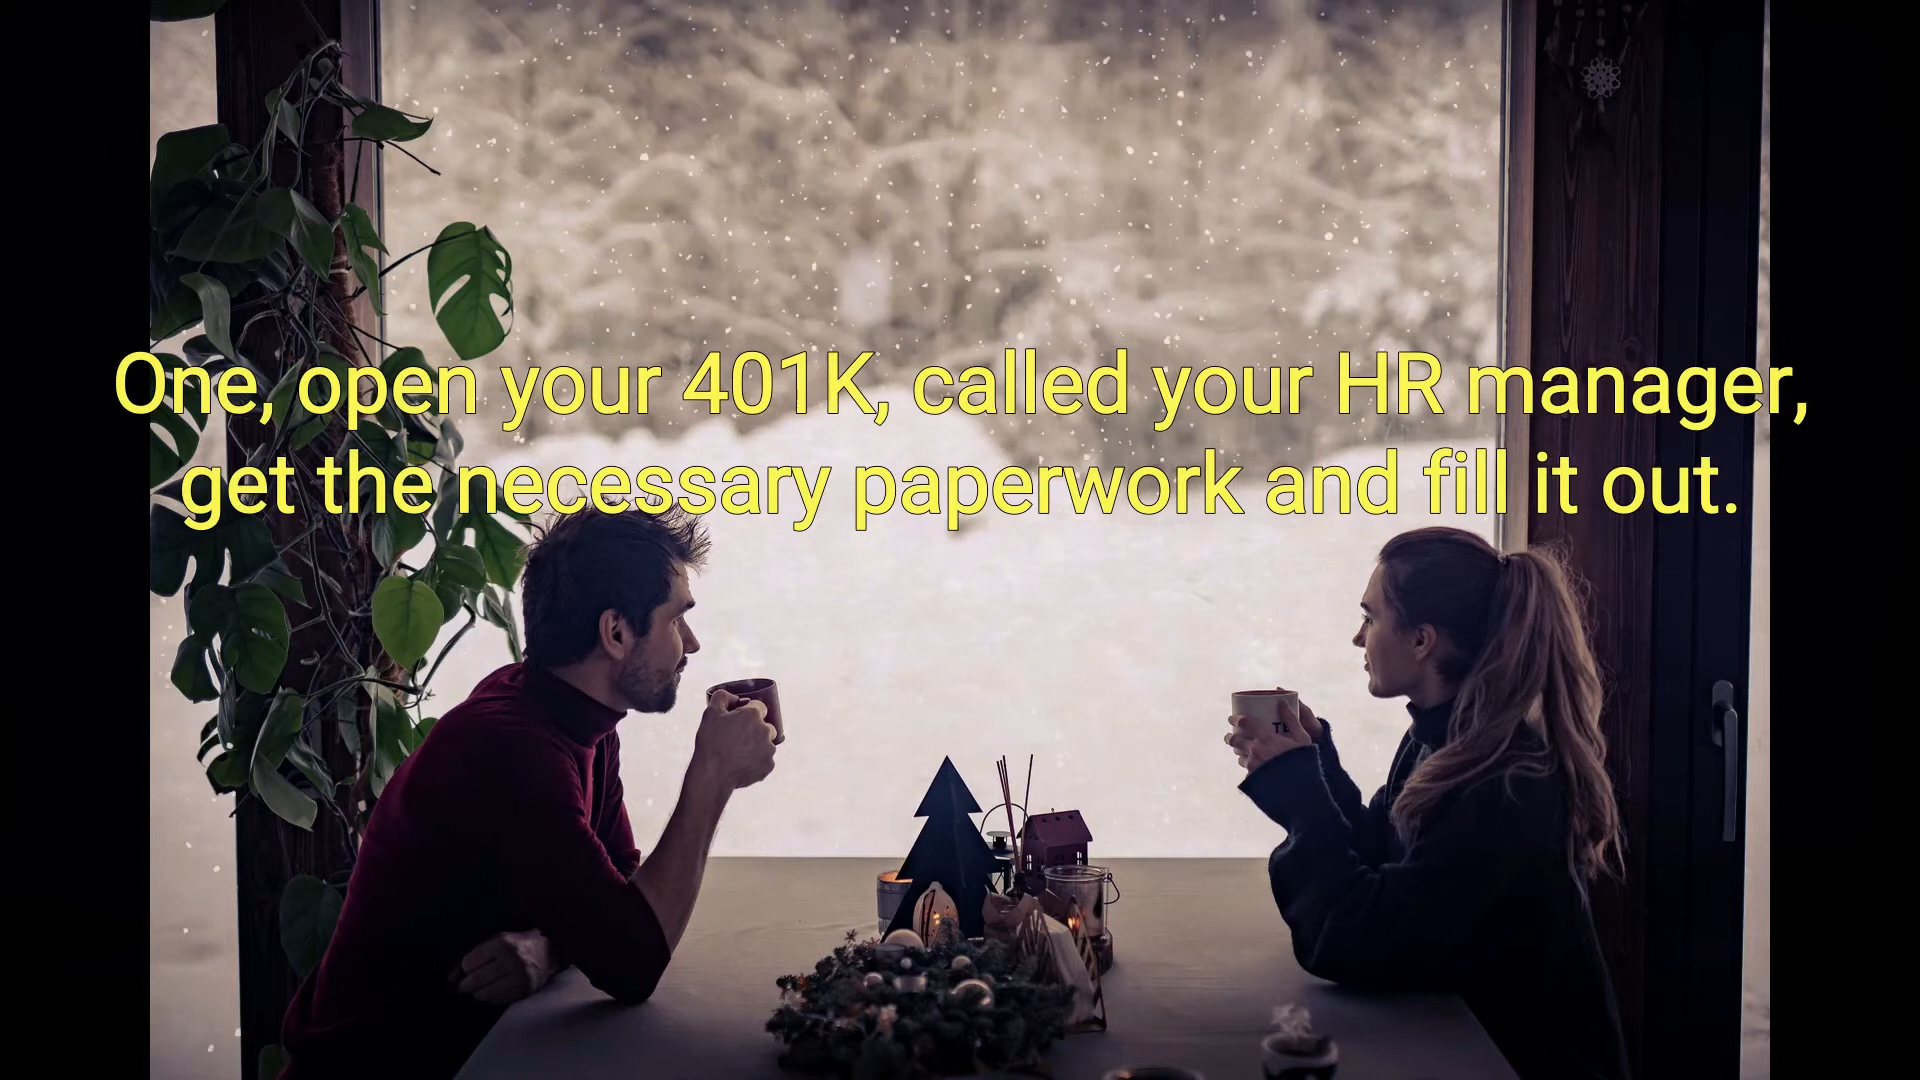 One, open your 401K, called your HR manager,
get the necessary paperwork and fill it out.